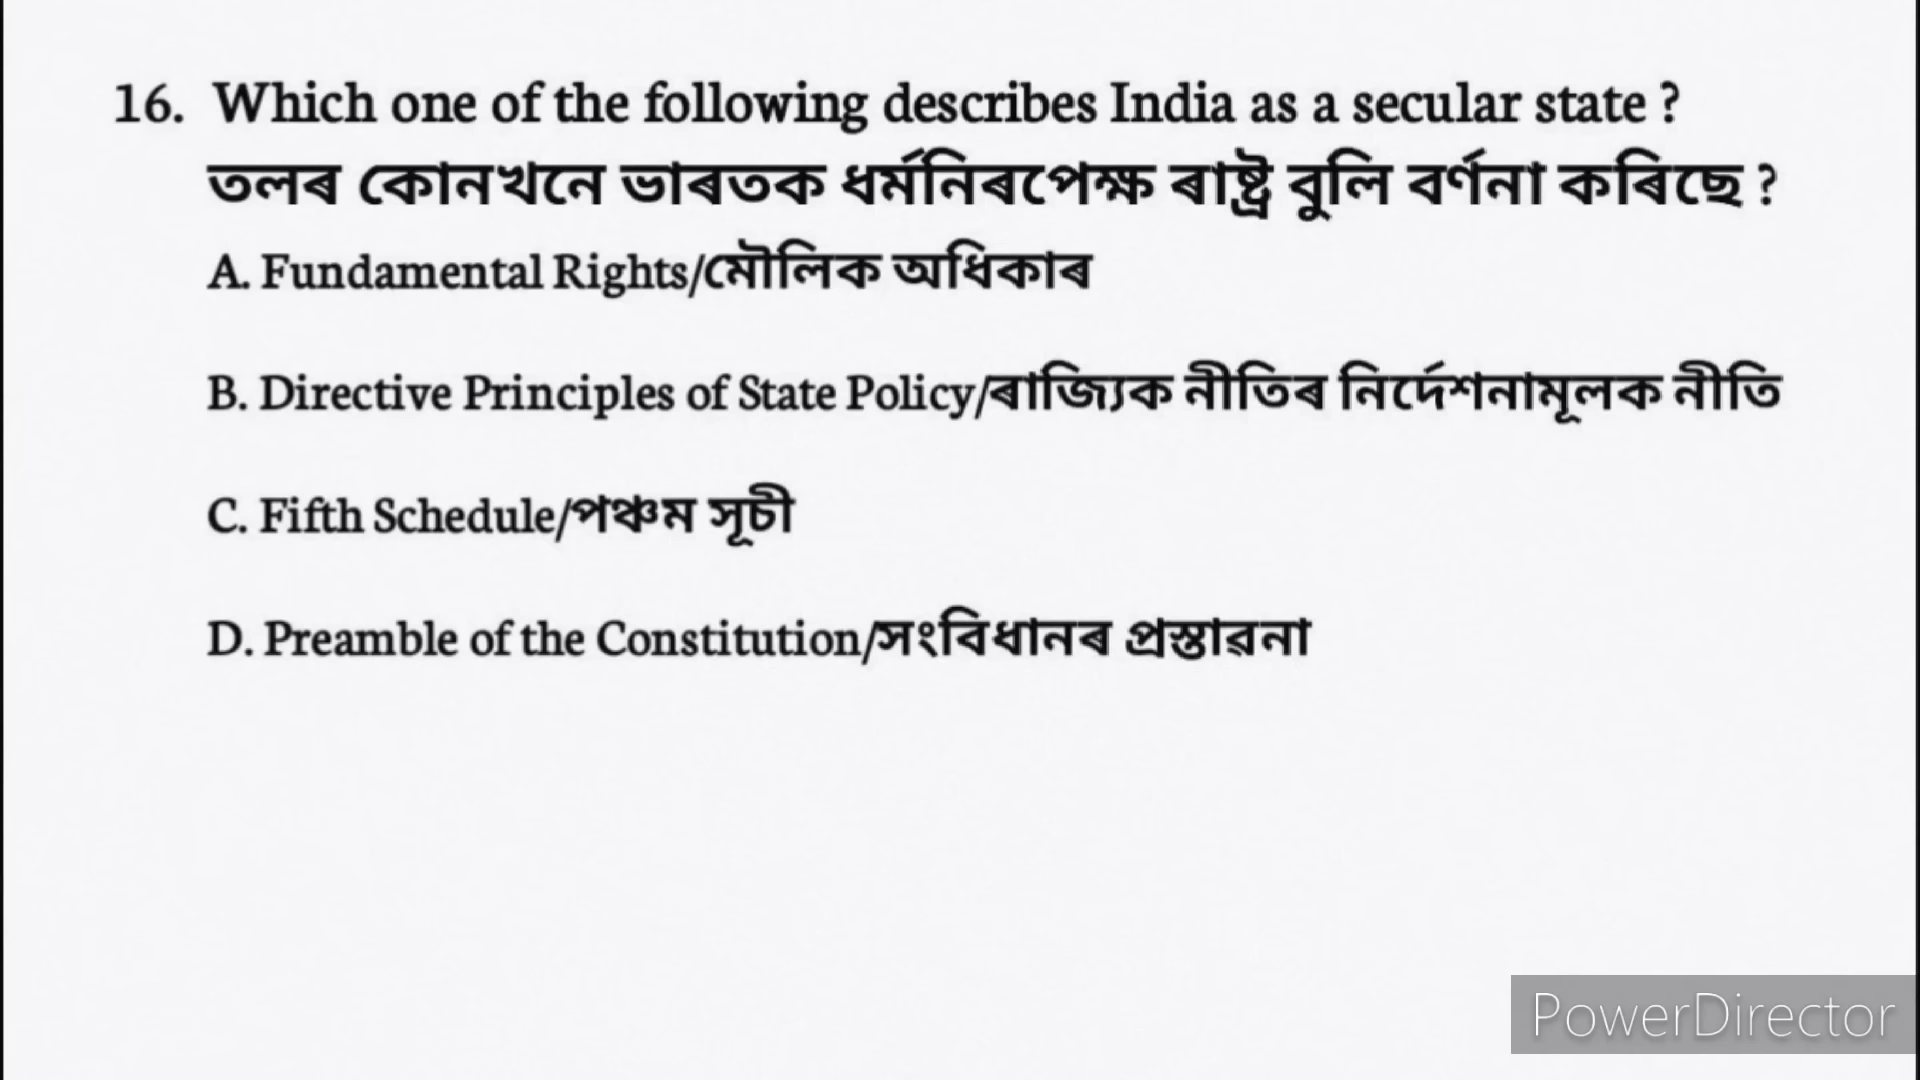 16. Which one of the following describes India as a secular state ?
তলৰ কোনখনে ভাৰতক ধৰ্মনিৰপেক্ষ ৰাষ্ট্ৰ বুলি বৰ্ণনা কৰিছে ?
A. Fundamental Rights/মৌলিক অধিকাৰ
B. Directive Principles of State Policy/ৰাজ্যিক নীতিৰ নিৰ্দেশনামূলক নীতি
C. Fifth Schedule/পঞ্চম সূচী
D. Preamble of the Constitution/সংবিধানৰ প্ৰস্তাৱনা
PowerDirector